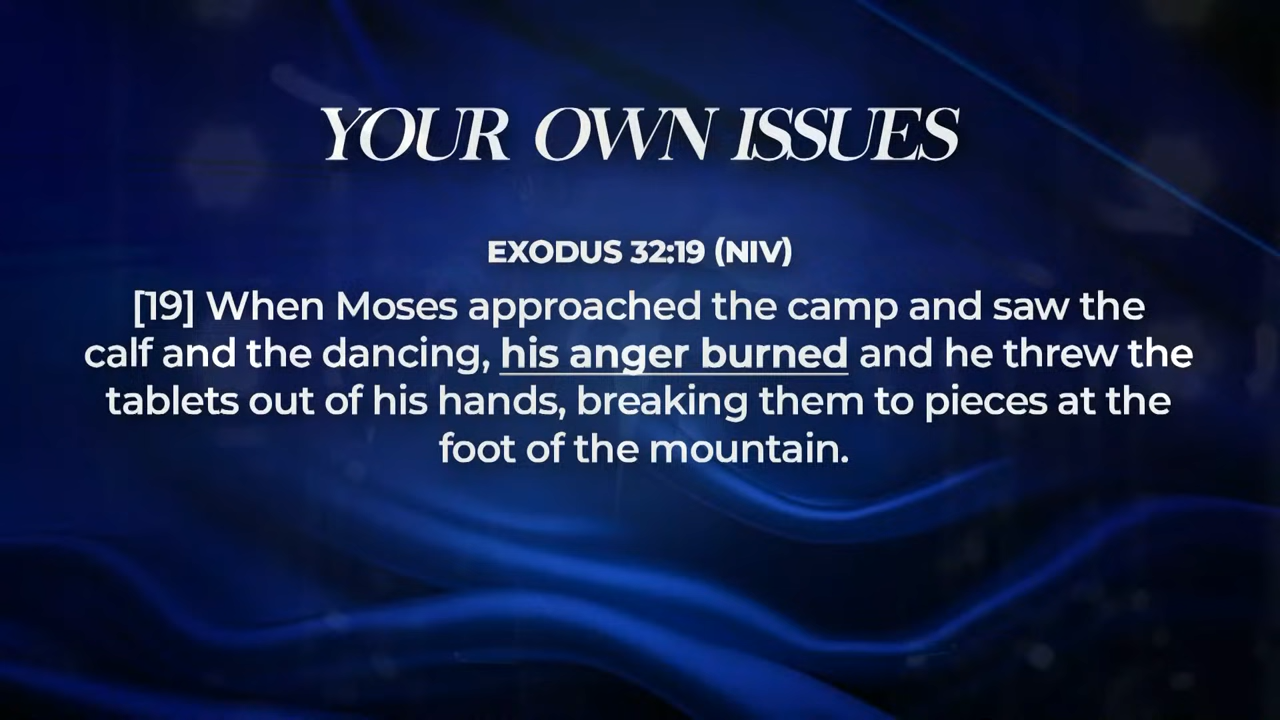 YOUR OWN ISSUES
EXODUS 32:19 (NIV)
[19] When Moses approached the camp and saw the
calf and the dancing, his anger burned and he threw the
tablets out of his hands, breaking them to pieces at the
foot of the mountain.